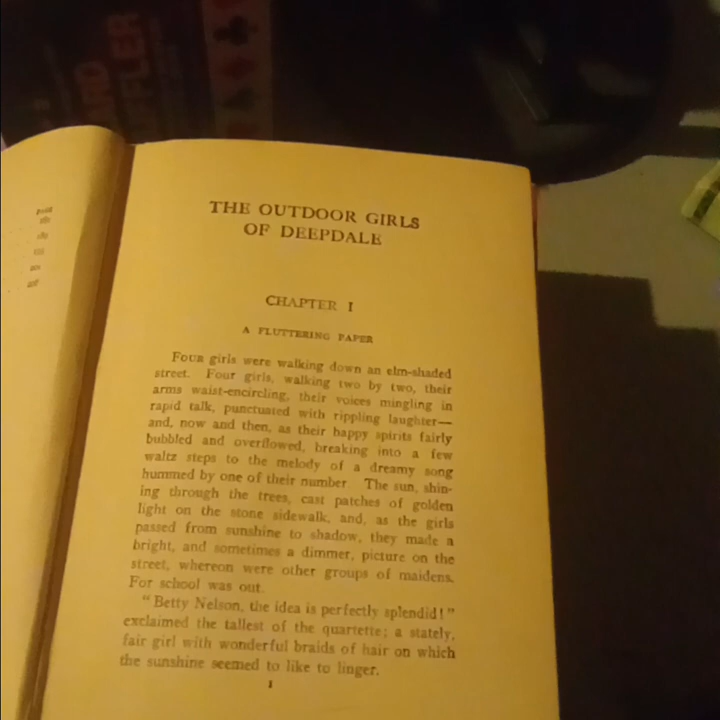 THE OUTDOOR GIRLS
OF DEEPDALE
CHAPTER I
A FLUTTERING PAPER
Four girls were walking down an elm-shaded
street. Four girls, walking two by two, their
arms waist-encircling, their voices mingling in
rapid talk, punctuated with rippling laughter—
and, now and then, as their happy spirits fairly
bubbled and overflowed, breaking into a few
waltz steps to the melody of a dreamy song
hummed by one of their number. The sun, shin-
ing through the trees, cast patches of golden
light on the stone sidewalk, and, as the girls
passed from sunshine to shadow, they made a
bright, and sometimes a dimmer, picture on the
street, whereon were other groups of maidens.
For school was out.
"Betty Nelson, the idea is perfectly splendid!"
exclaimed the tallest of the quartette; a stately,
fair girl with wonderful braids of hair on which
the sunshine seemed to like to linger.
1